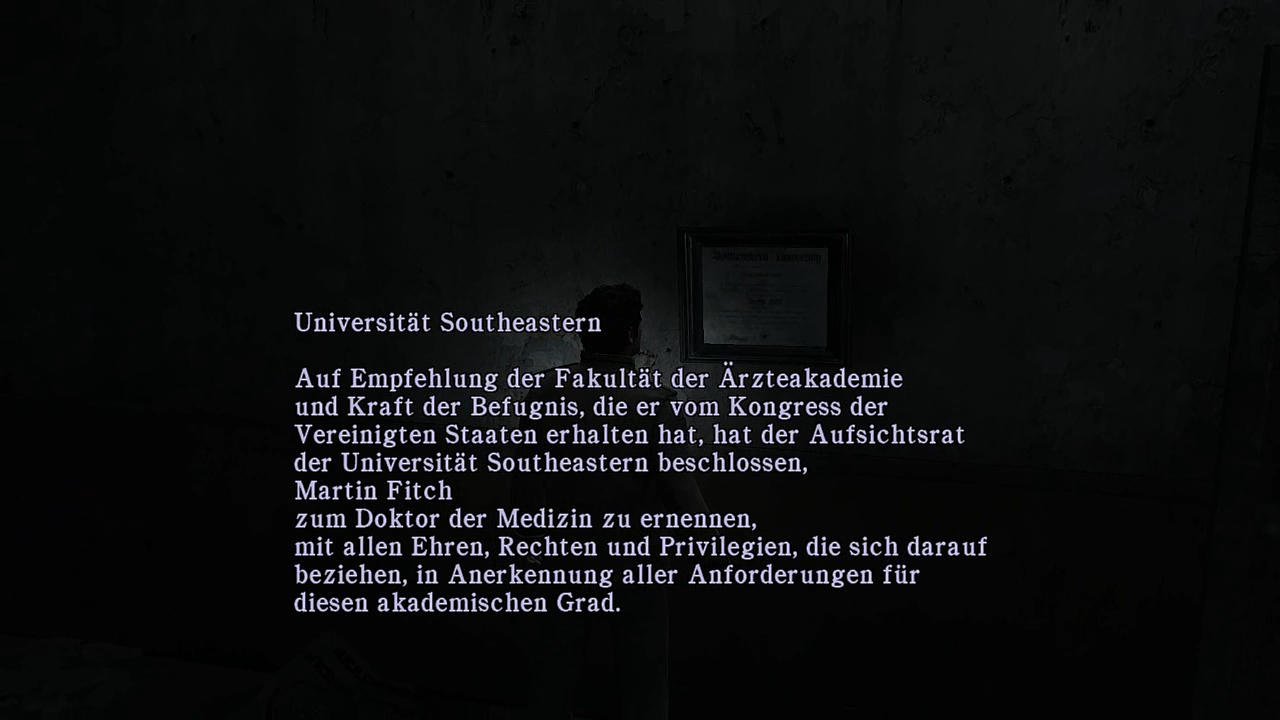 Universität Southeastern
Auf Empfehlung der Fakultät der Ärzteakademie
und Kraft der Befugnis, die er vom Kongress der
Vereinigten Staaten erhalten hat, hat der Aufsichtsrat
der Universität Southeastern beschlossen,
Martin Fitch
zum Doktor der Medizin zu ernennen,
mit allen Ehren, Rechten und Privilegien, die sich darauf
beziehen, in Anerkennung aller Anforderungen für
diesen akademischen Grad.